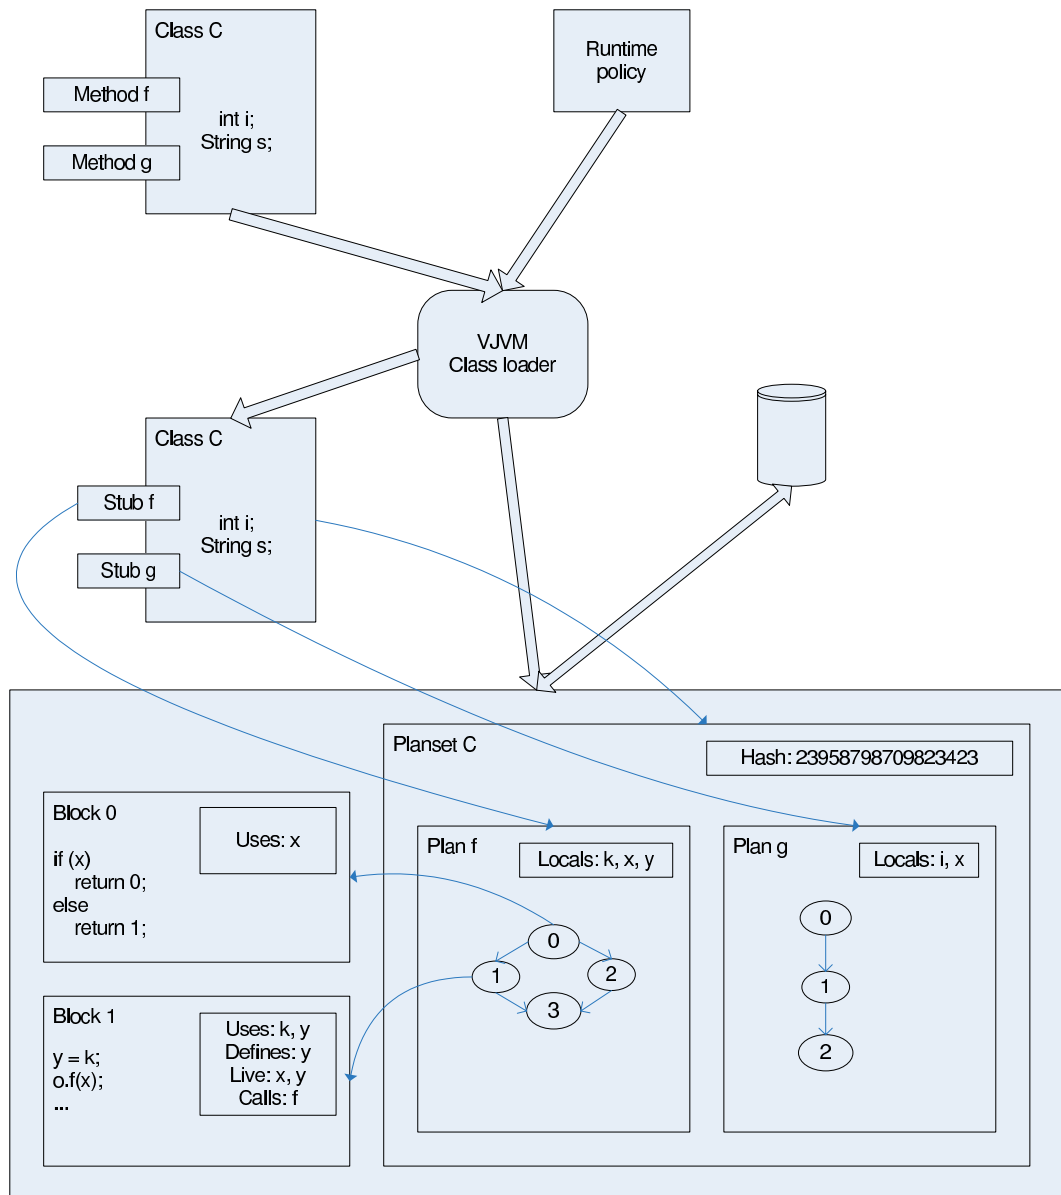 Class C
Method f
int i;
String s;
Method g
Runtime
policy
VJVM
Class loader
Class C
Stub f
int i;
String s;
Stub g
Planset C
Hash: 23958798709823423
Block 0
Uses: x
if (x)
return 0;
else
return 1;
Plan f
Locals: k, x, y
0
1
2
3
Plan g
Locals: i, x
0
1
2
Block 1
Uses: k, y
Defines: y
Live: x, y
Calls: f
y = k;
o.f(x);
...